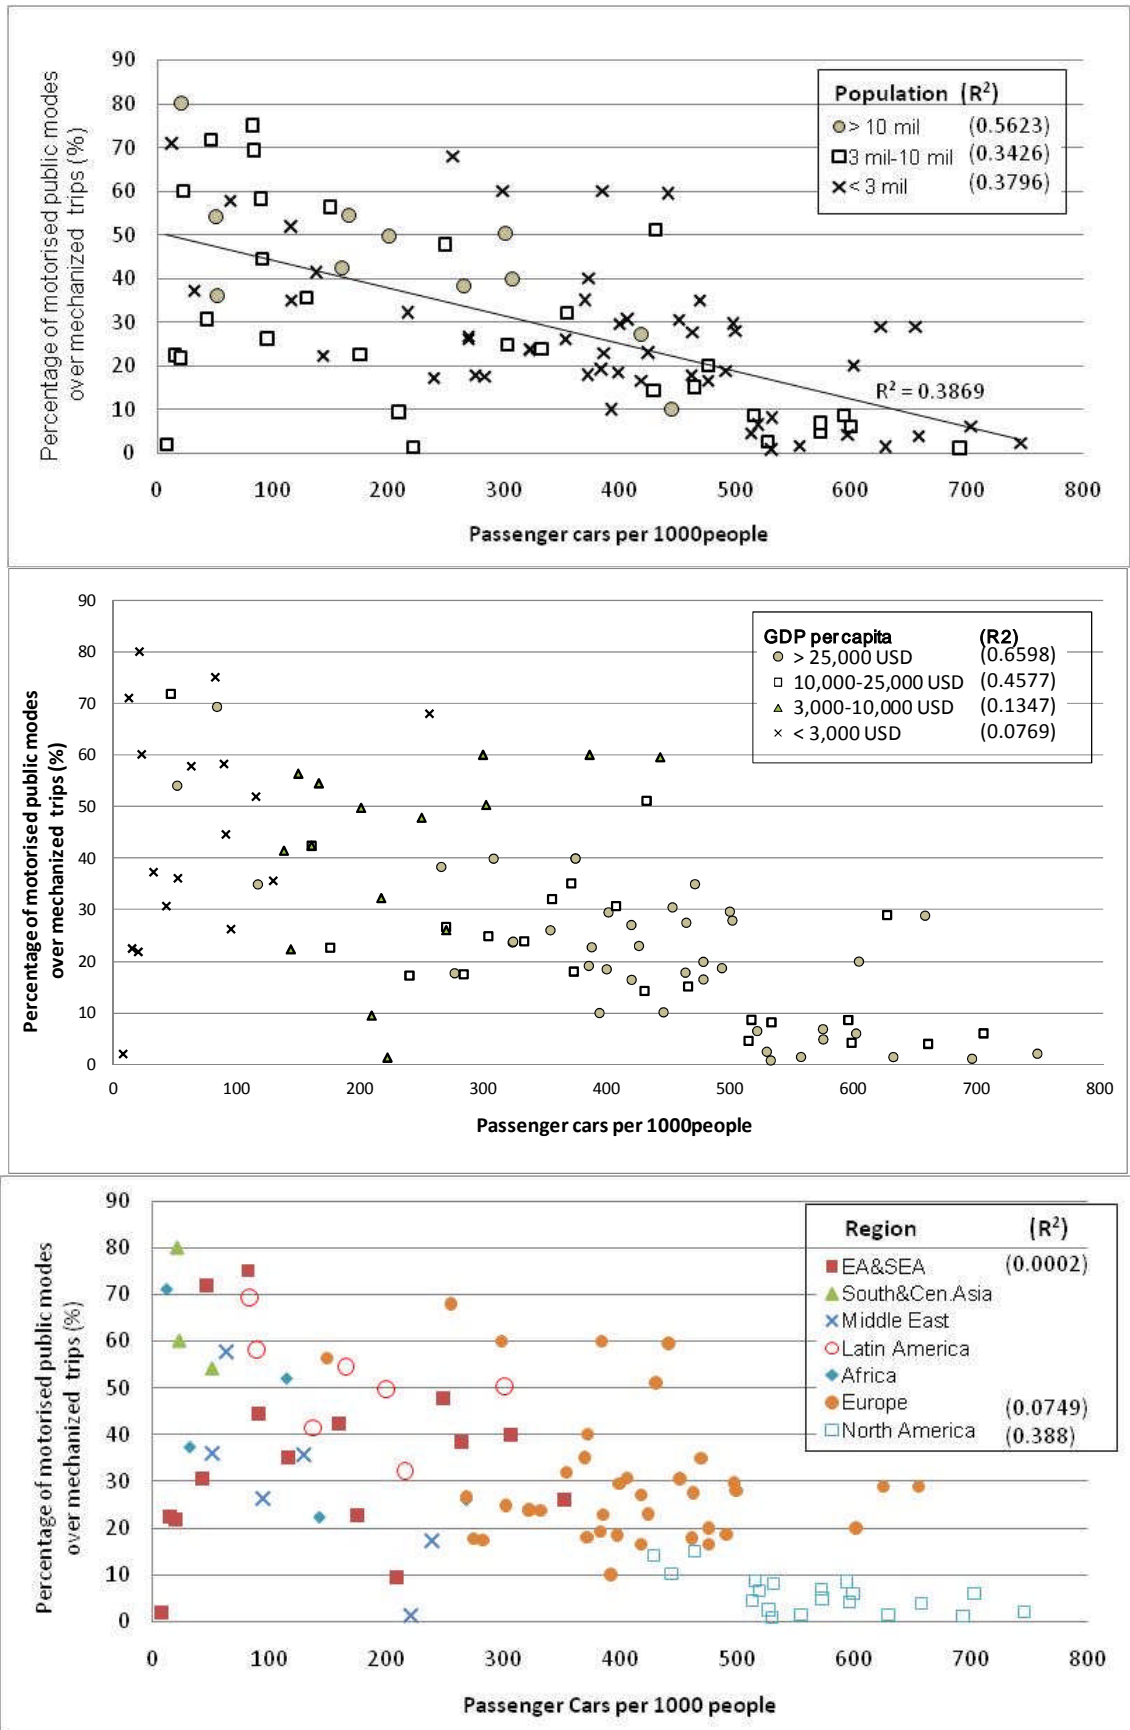 Percentage of motorised public modes
over mechanized trips (%)
90
80
70
60
50
40
30
20
10
0
Population (R²)
> 10 mil (0.5623)
3 mil-10 mil (0.3426)
< 3 mil (0.3796)
R² = 0.3869
0 100 200 300 400 500 600 700 800
Passenger cars per 1000people
Percentage of motorised public modes
over mechanized trips (%)
90
80
70
60
50
40
30
20
10
0
GDP per capita (R2)
> 25,000 USD (0.6598)
10,000-25,000 USD (0.4577)
3,000-10,000 USD (0.1347)
< 3,000 USD (0.0769)
0 100 200 300 400 500 600 700 800
Passenger cars per 1000people
Percentage of motorised public modes
over mechanized trips (%)
90
80
70
60
50
40
30
20
10
0
Region (R²)
EA&SEA (0.0002)
South&Cen.Asia
Middle East
Latin America
Africa
Europe (0.0749)
North America (0.388)
0 100 200 300 400 500 600 700 800
Passenger Cars per 1000 people